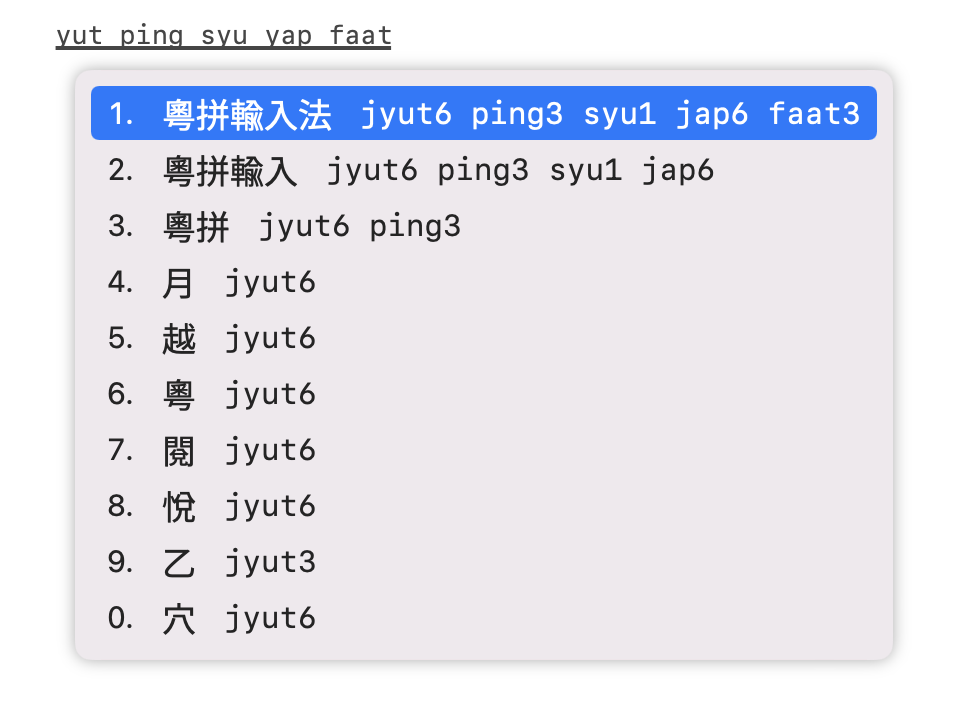 yut ping syu yap faat
1. 粵拼輸入法 jyut6 ping3 syu1 jap6 faat3
2. 粵拼輸入 jyut6 ping3 syu1 jap6
3. 粵拼 jyut6 ping3
4. 月 jyut6
5. 越 jyut6
6. 粵 jyut6
7. 閱 jyut6
8. 悅 jyut6
9. 乙 jyut3
0. 穴 jyut6